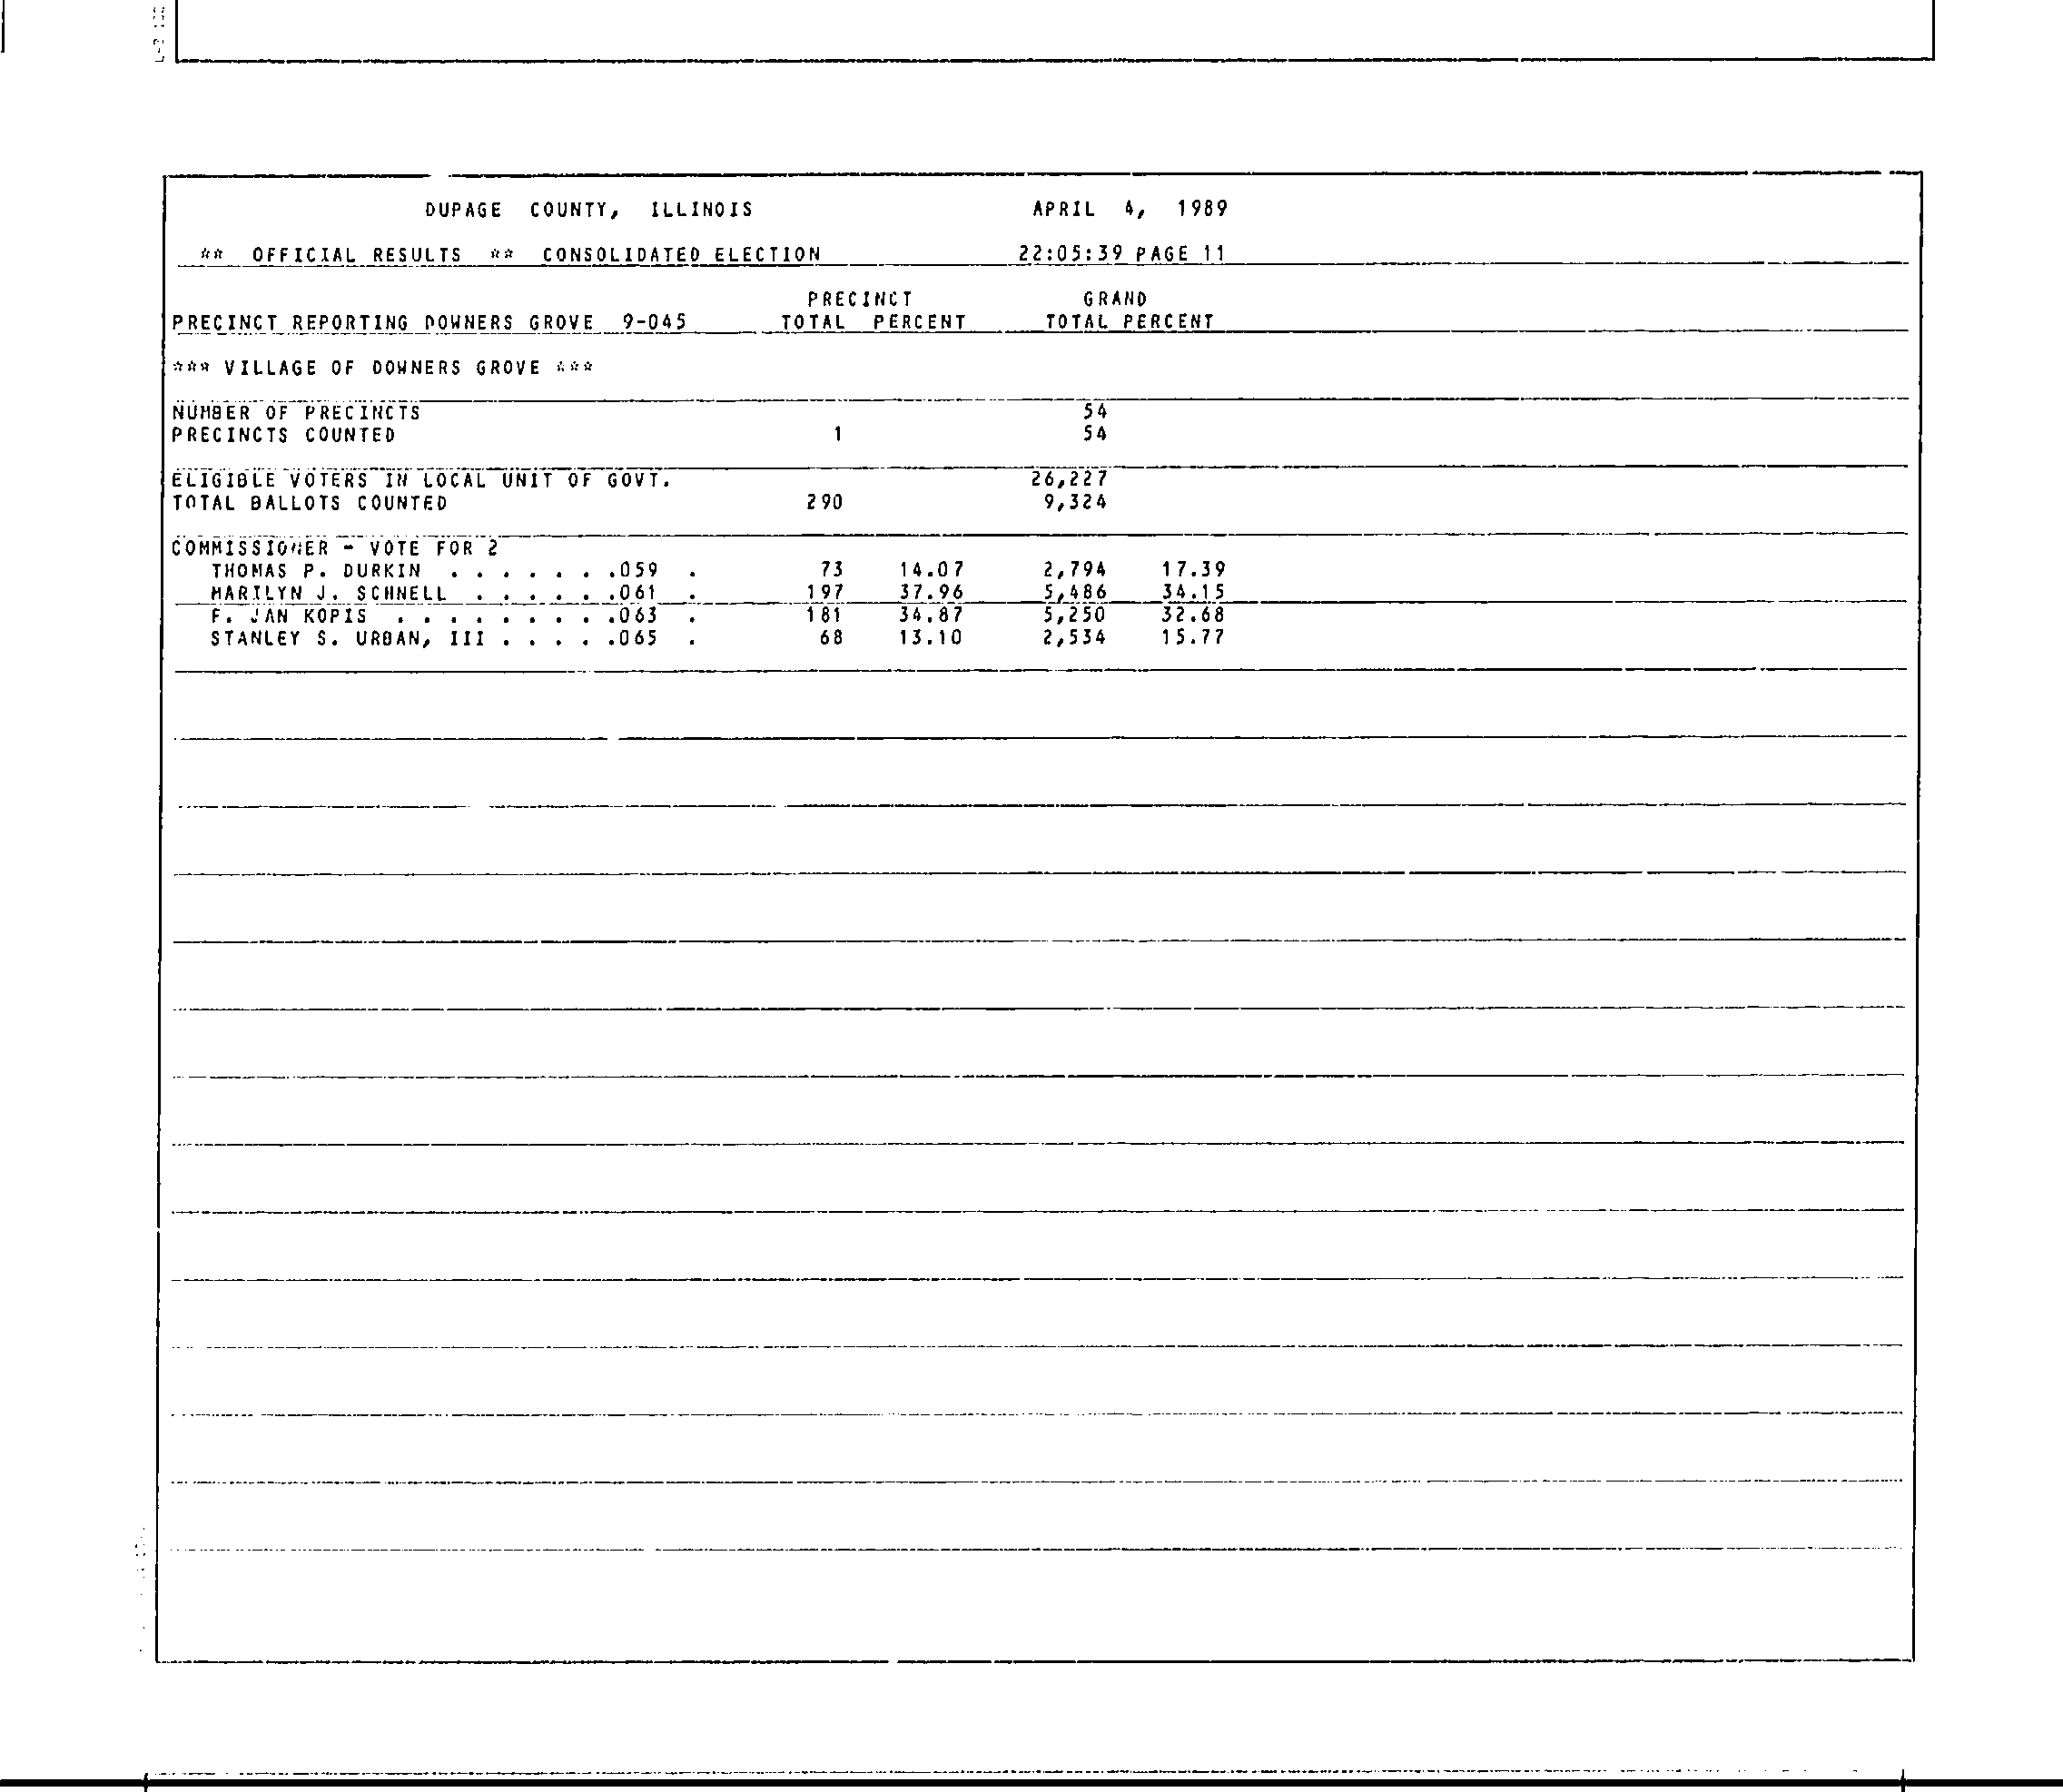 DUPAGE COUNTY, ILLINOIS APRIL 4, 1989
** OFFICIAL RESULTS ** CONSOLIDATED ELECTION 22:05:39 PAGE 11
PRECINCT GRAND
PRECINCT REPORTING DOWNERS GROVE 9-045 TOTAL PERCENT TOTAL PERCENT
*** VILLAGE OF DOWNERS GROVE ***
NUMBER OF PRECINCTS 54
PRECINCTS COUNTED 1 54
ELIGIBLE VOTERS IN LOCAL UNIT OF GOVT. 26,227
TOTAL BALLOTS COUNTED 290 9,324
COMMISSIONER - VOTE FOR 2
THOMAS P. DURKIN . . . . . . .059 . 73 14.07 2,794 17.39
MARILYN J. SCHNELL . . . . . .061 . 197 37.96 5,486 34.15
F. JAN KOPIS . . . . . . . . .063 . 181 34.87 5,250 32.68
STANLEY S. URBAN, III . . . . .065 . 68 13.10 2,534 15.77